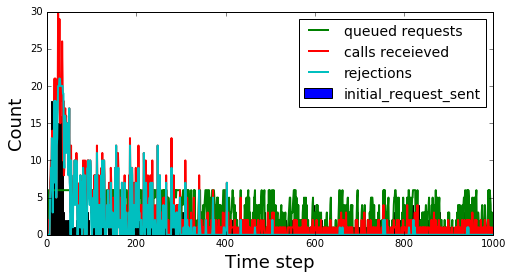 30
25
20
15
10
5
0
Count
0
200
400
600
800
1000
Time step
queued requests
calls receieved
rejections
initial_request_sent